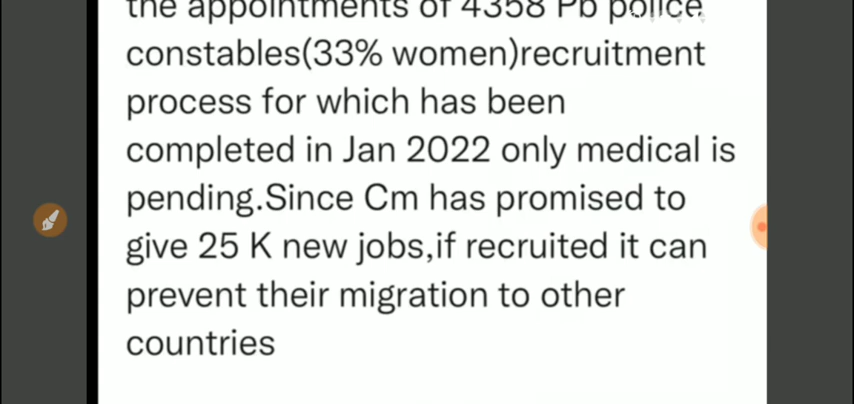 the appointments of 4358 Pb police
constables(33% women)recruitment
process for which has been
completed in Jan 2022 only medical is
pending.Since Cm has promised to
give 25 K new jobs,if recruited it can
prevent their migration to other
countries